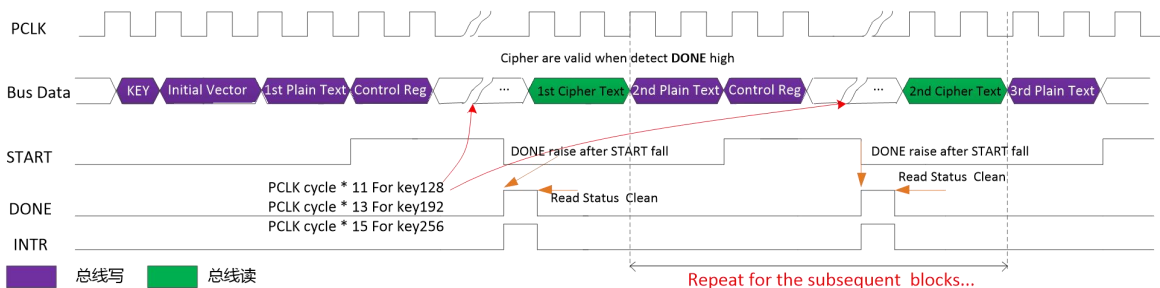 PCLK
Cipher are valid when detect DONE high
Bus Data
KEY
Initial Vector
1st Plain Text
Control Reg
...
1st Cipher Text
2nd Plain Text
Control Reg
...
2nd Cipher Text
3rd Plain Text
START
DONE raise after START fall
DONE raise after START fall
PCLK cycle * 11 For key128
PCLK cycle * 13 For key192
PCLK cycle * 15 For key256
Read Status Clean
Read Status Clean
DONE
INTR
总线写
总线读
Repeat for the subsequent blocks...